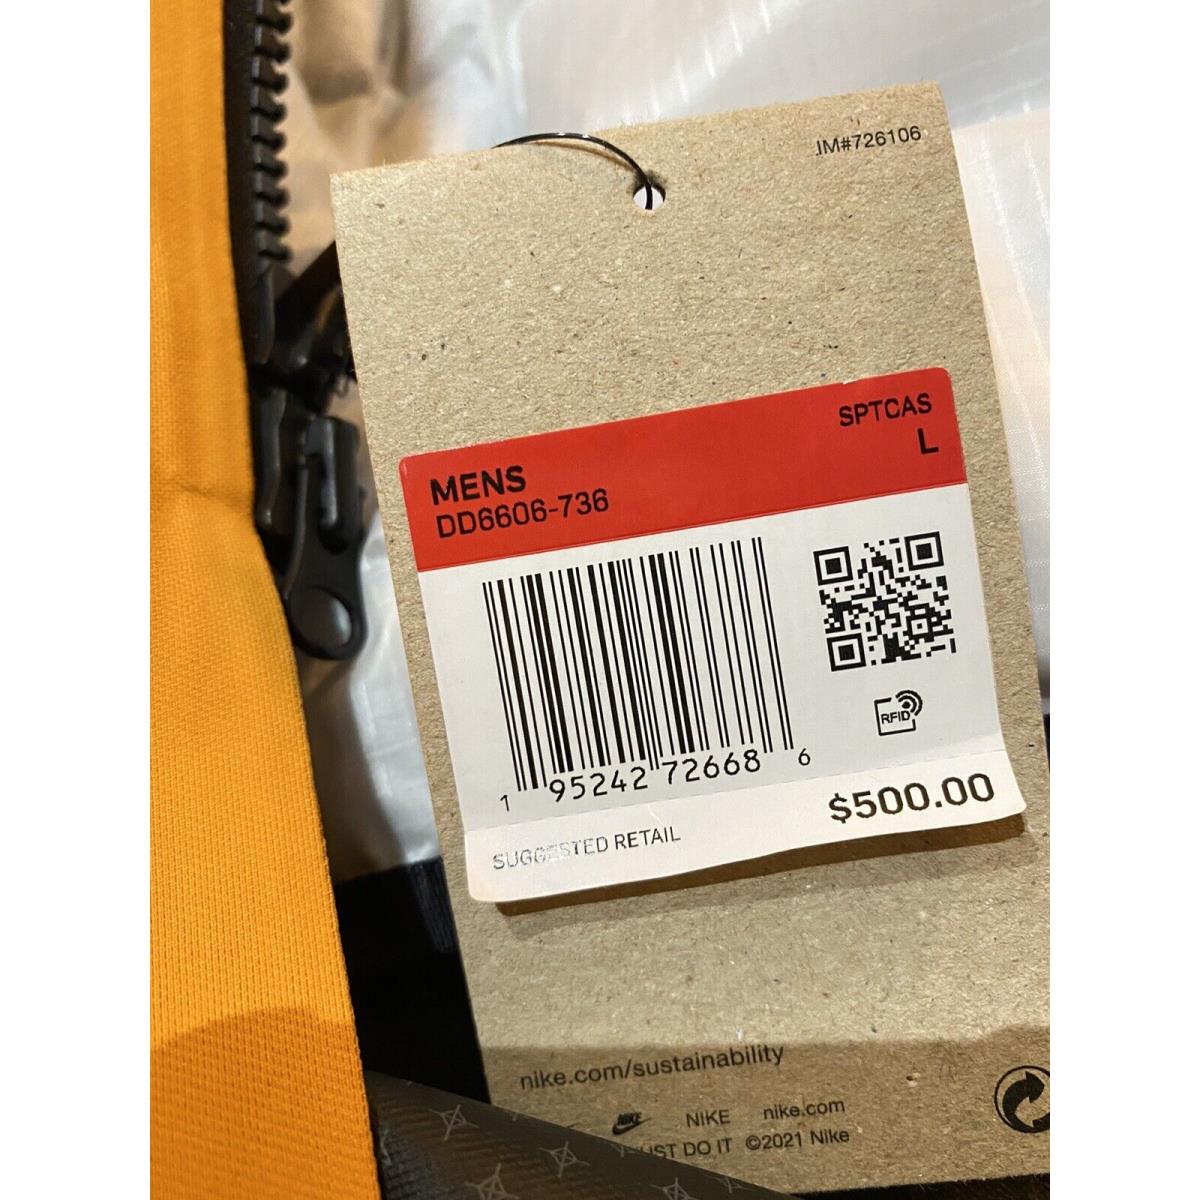 IM#726106
SPTCAS
L
MENS
DD6606-736
RFID
1 95242 72668 6
$500.00
SUGGESTED RETAIL
nike.com/sustainability
NIKE nike.com
JUST DO IT ©2021 Nike